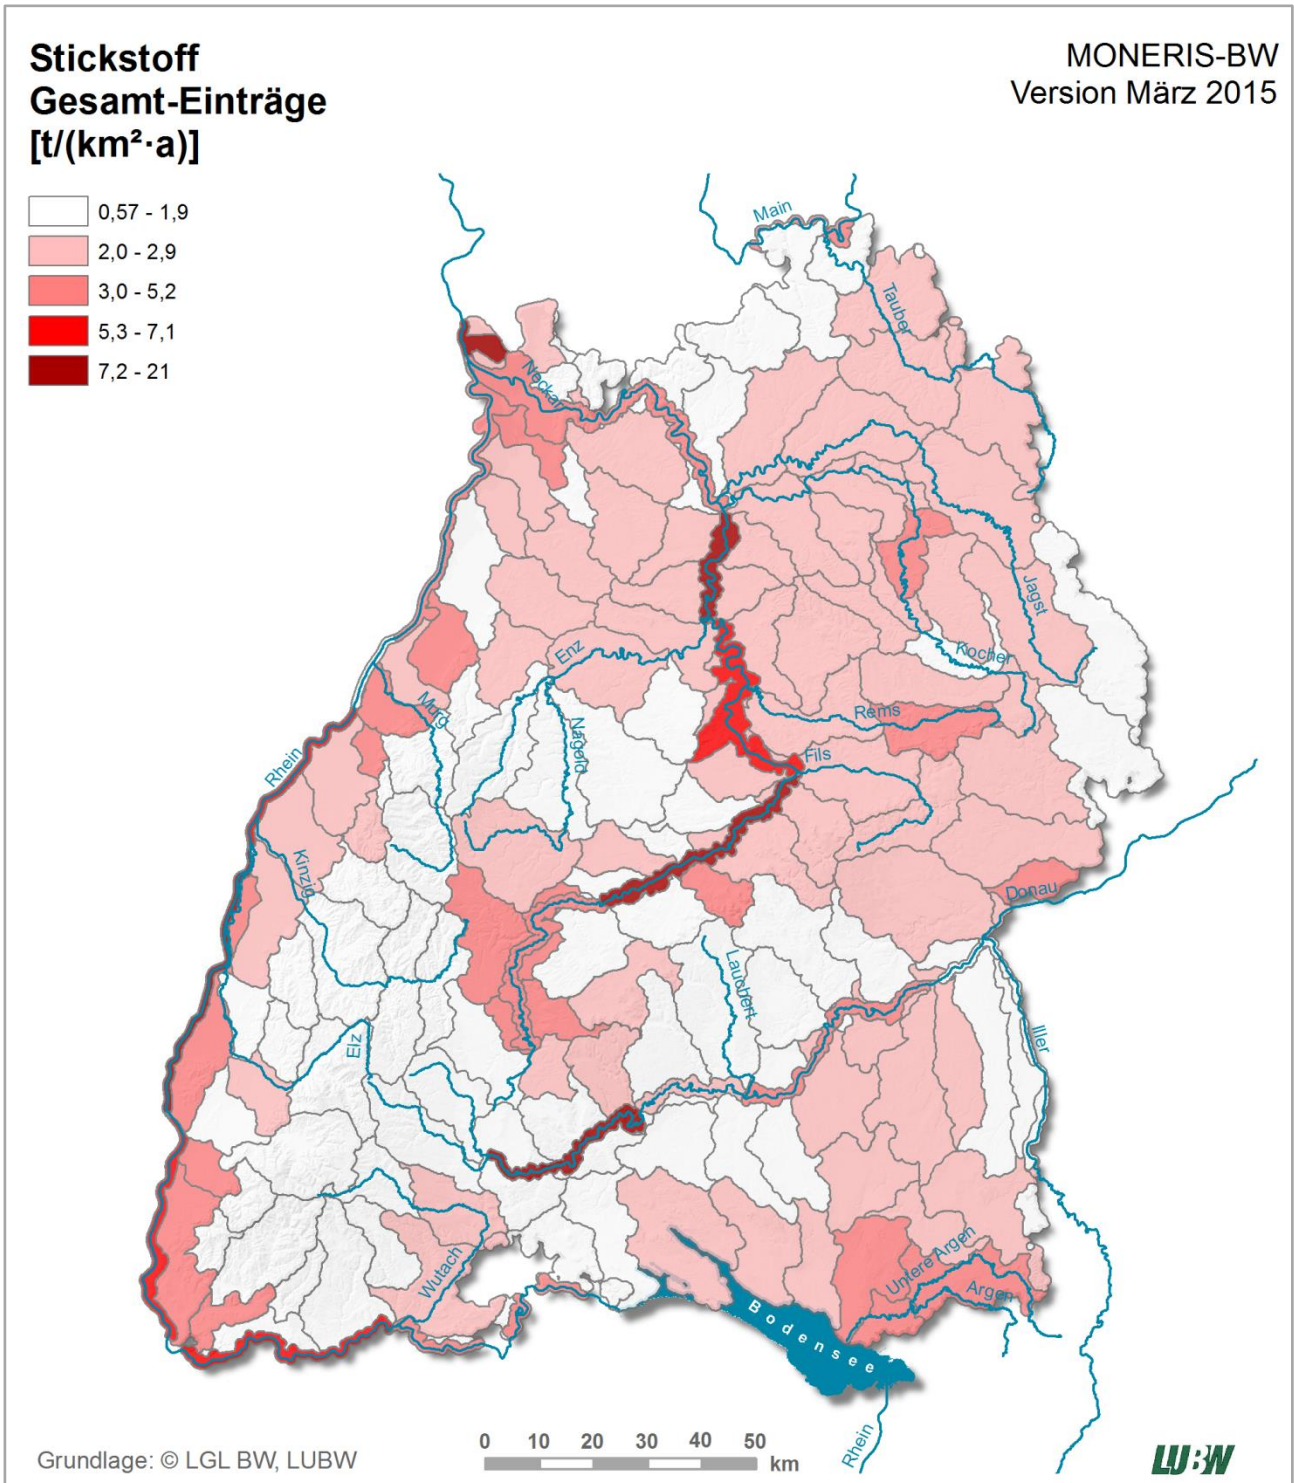 Stickstoff
Gesamt-Einträge
[t/(km²·a)]
MONERIS-BW
Version März 2015
0,57 - 1,9
2,0 - 2,9
3,0 - 5,2
5,3 - 7,1
7,2 - 21
Main
Tauber
Neckar
Jagst
Kocher
Enz
Murg
Rems
Nagold
Fils
Rhein
Kinzig
Donau
Lauchert
Elz
Iller
Wutach
Untere Argen
Argen
Bodensee
Rhein
0 10 20 30 40 50
km
Grundlage: © LGL BW, LUBW
LUBW